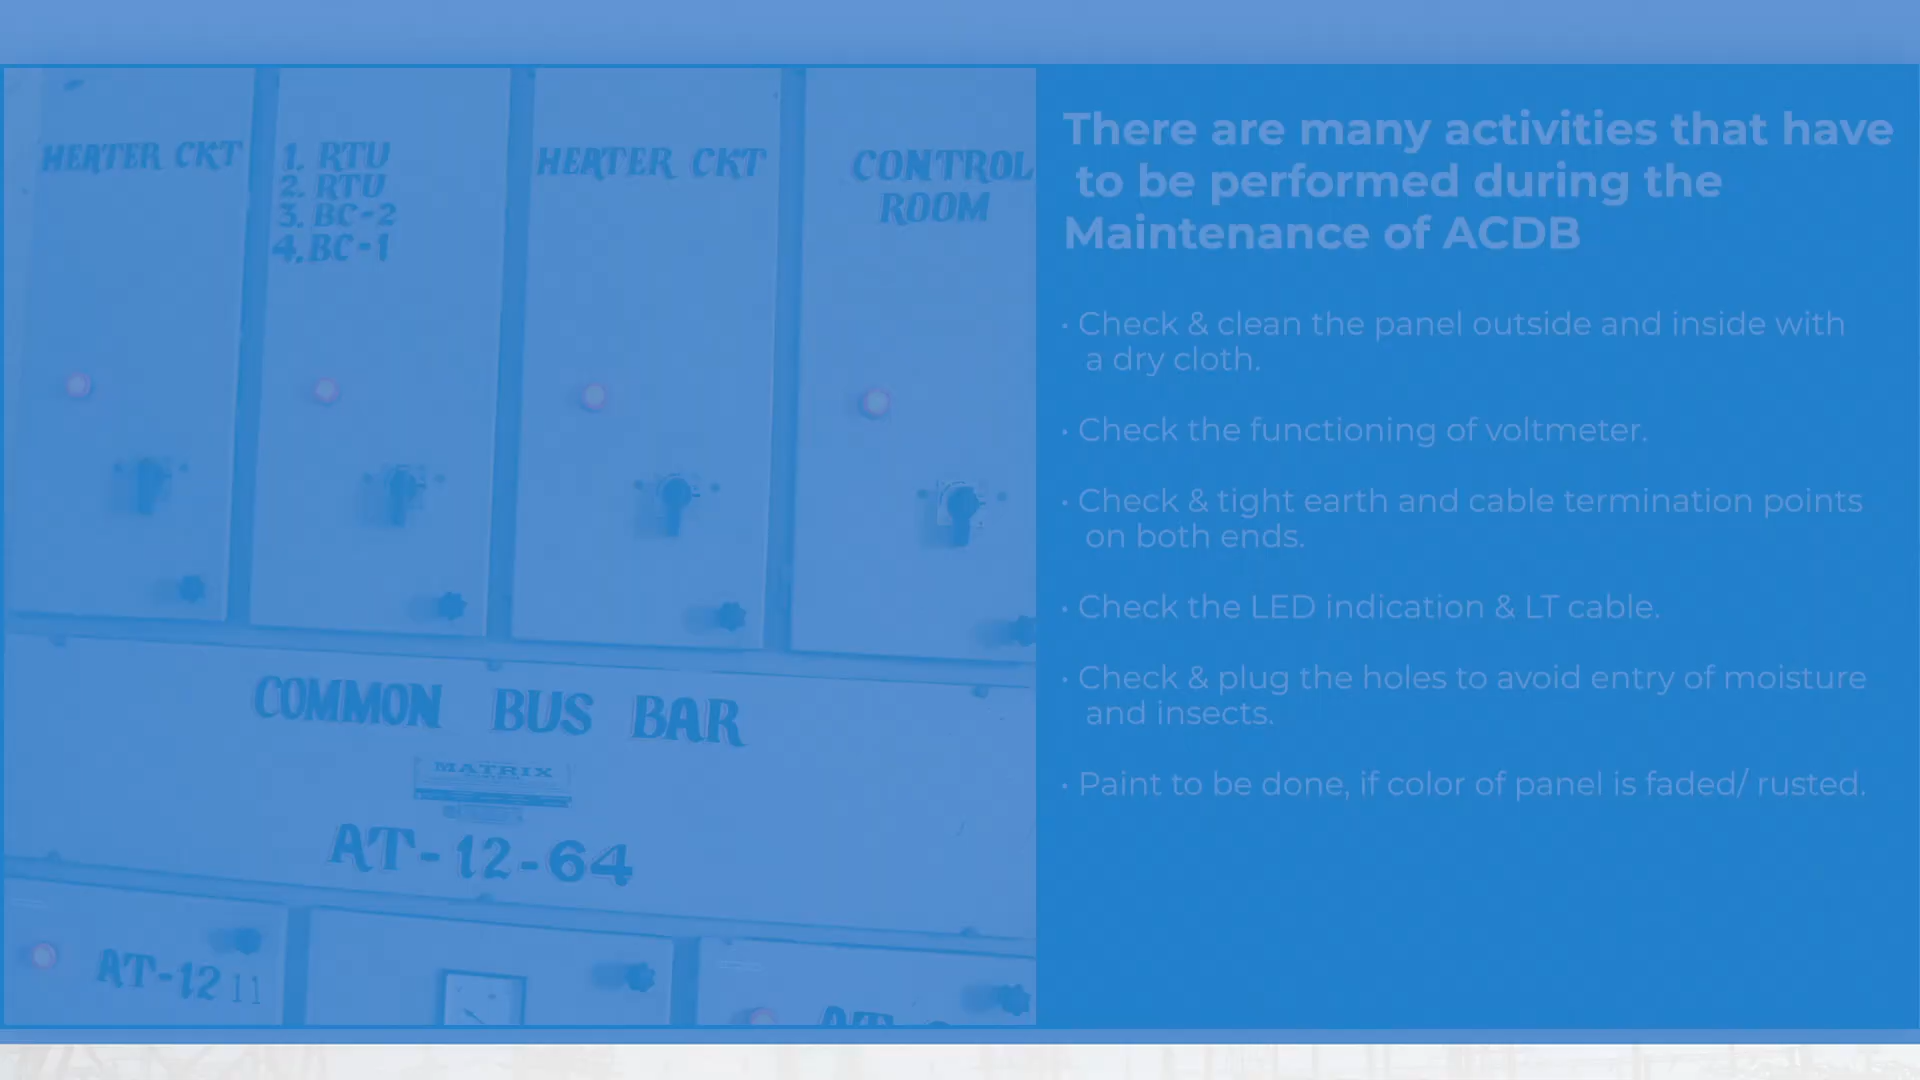 HEATER CKT
1. RTU
2. RTU
3. BC-2
4. BC-1
HEATER CKT
CONTROL
ROOM
COMMON BUS BAR
MATRIX
AT-12-64
AT-12 11
There are many activities that have
to be performed during the
Maintenance of ACDB
• Check & clean the panel outside and inside with
a dry cloth.
• Check the functioning of voltmeter.
• Check & tight earth and cable termination points
on both ends.
• Check the LED indication & LT cable.
• Check & plug the holes to avoid entry of moisture
and insects.
• Paint to be done, if color of panel is faded/ rusted.